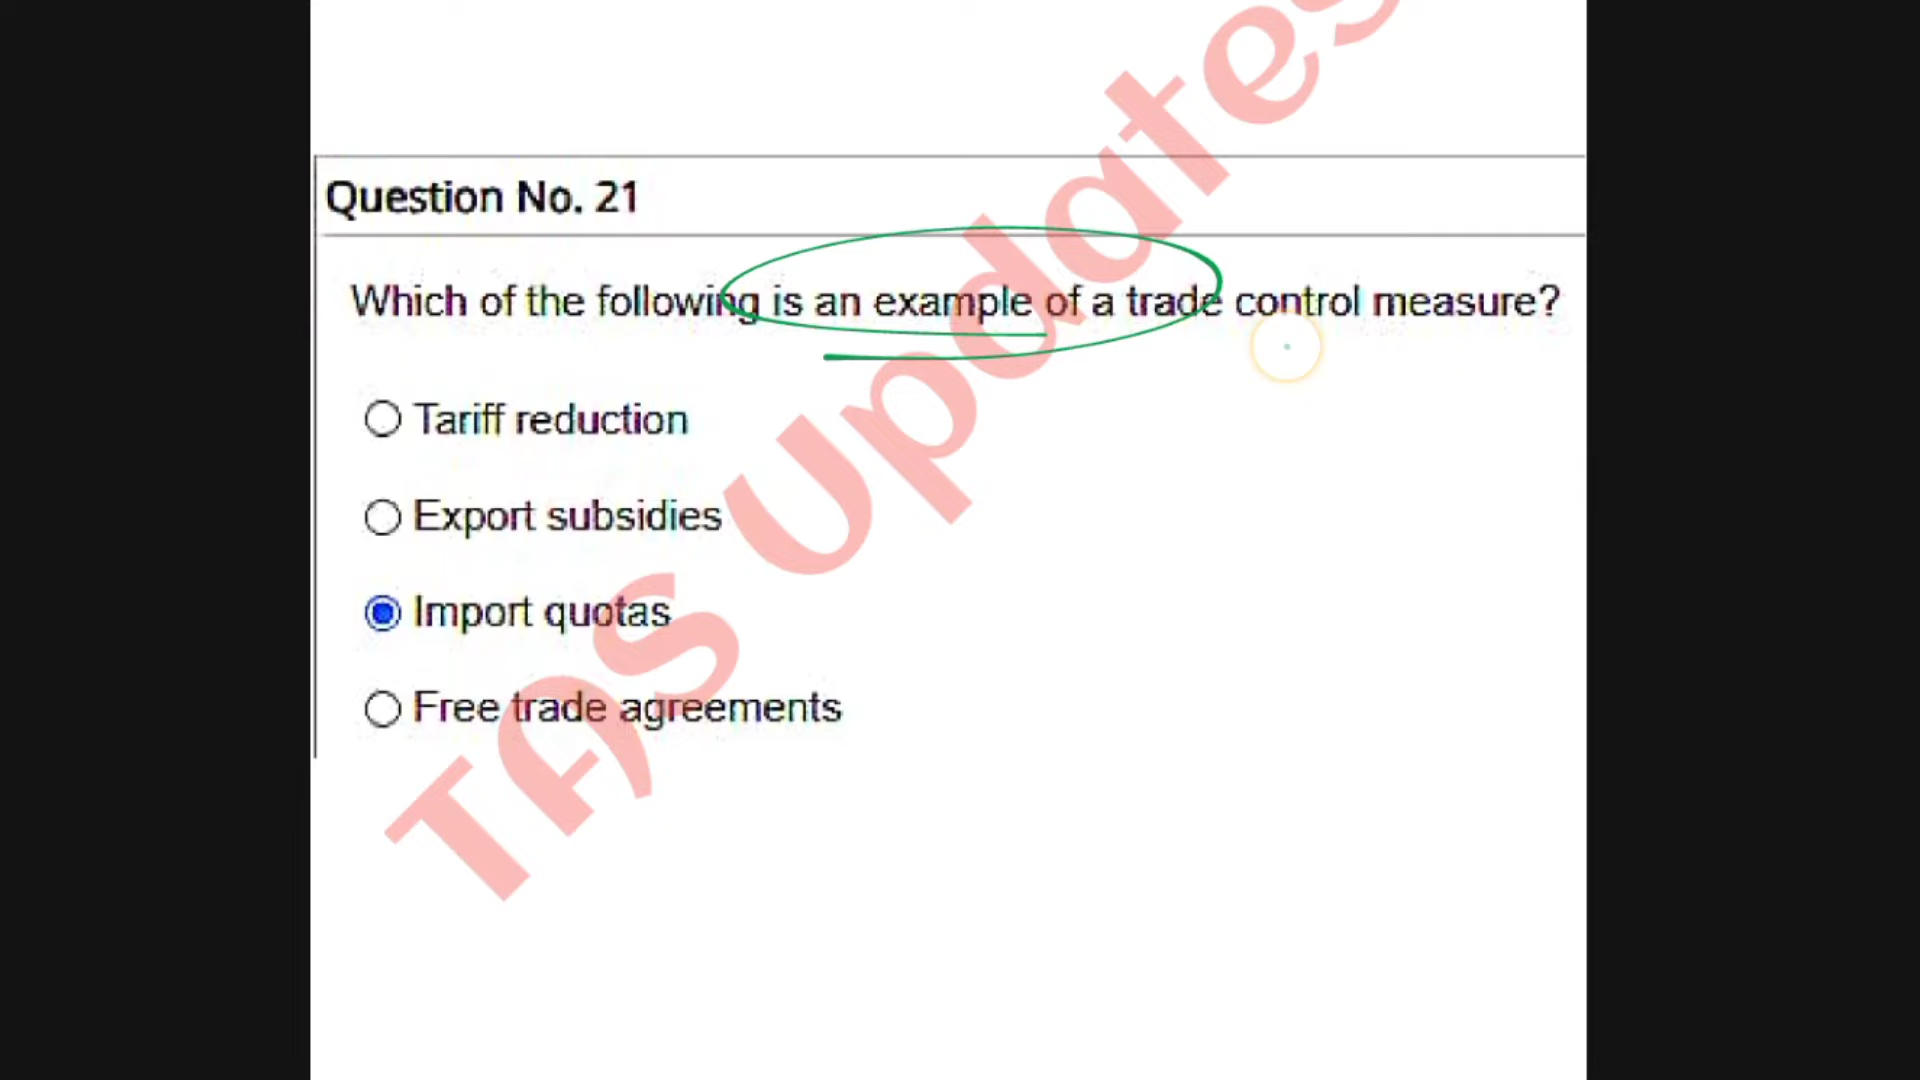 Question No. 21
Which of the following is an example of a trade control measure?
Tariff reduction
Export subsidies
Import quotas
Free trade agreements
TAS Updates